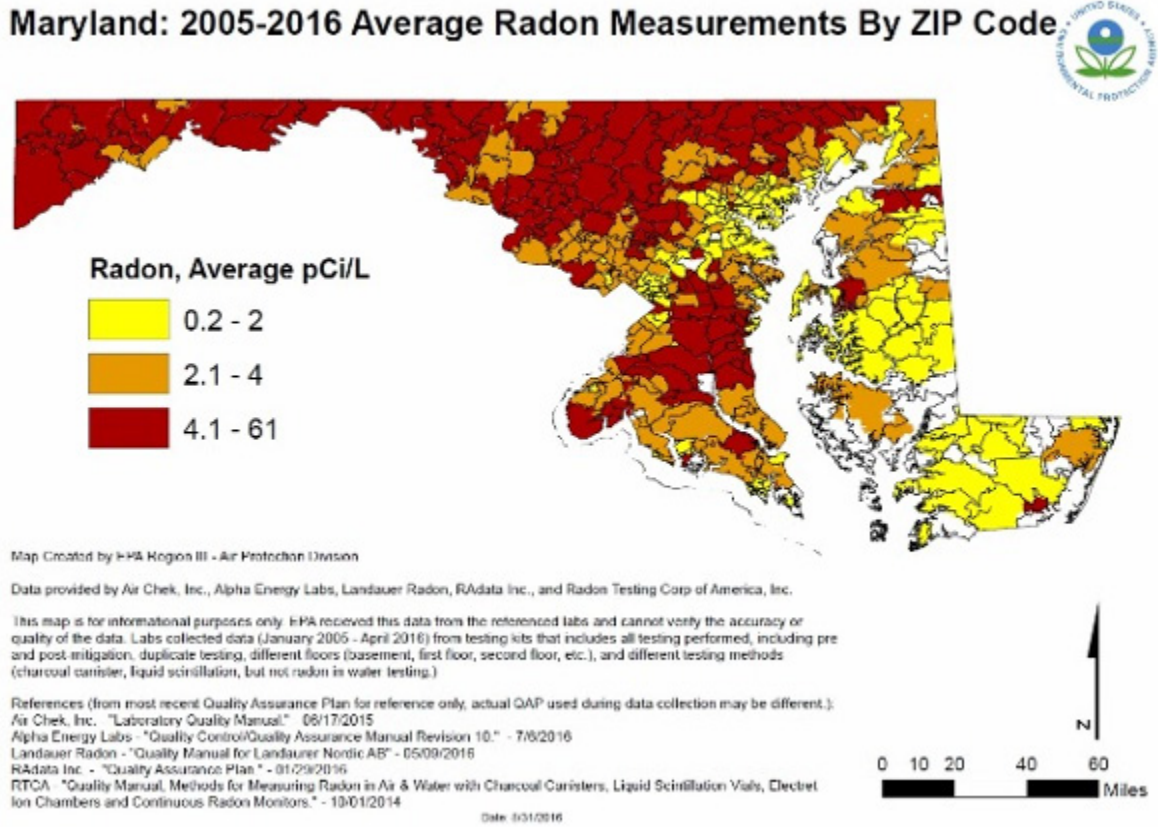 Maryland: 2005-2016 Average Radon Measurements By ZIP Code
UNITED STATES
ENVIRONMENTAL PROTECTION AGENCY
Radon, Average pCi/L
0.2 - 2
2.1 - 4
4.1 - 61
Map Created by EPA Region III - Air Protection Division
Data provided by Air Chek, Inc., Alpha Energy Labs, Landauer Radon, RAdata Inc., and Radon Testing Corp of America, Inc.
This map is for informational purposes only. EPA recieved this data from the referenced labs and cannot verify the accuracy or
quality of the data. Labs collected data (January 2005 - April 2016) from testing kits that includes all testing performed, including pre
and post-mitigation, duplicate testing, different floors (basement, first floor, second floor, etc.), and different testing methods
(charcoal canister, liquid scintillation, but not radon in water testing.)
References (from most recent Quality Assurance Plan for reference only, actual QAP used during data collection may be different.):
Air Chek, Inc. "Laboratory Quality Manual." 06/17/2015
Alpha Energy Labs - "Quality Control/Quality Assurance Manual Revision 10." - 7/6/2016
Landauer Radon - "Quality Manual for Landaurer Nordic AB" - 05/09/2016
RAdata Inc - "Quality Assurance Plan " - 01/29/2016
RTCA - "Quality Manual, Methods for Measuring Radon in Air & Water with Charcoal Canisters, Liquid Scintillation Vials, Electret
Ion Chambers and Continuous Radon Monitors." - 10/01/2014
Date: 8/31/2016
N
0 10 20 40 60
Miles